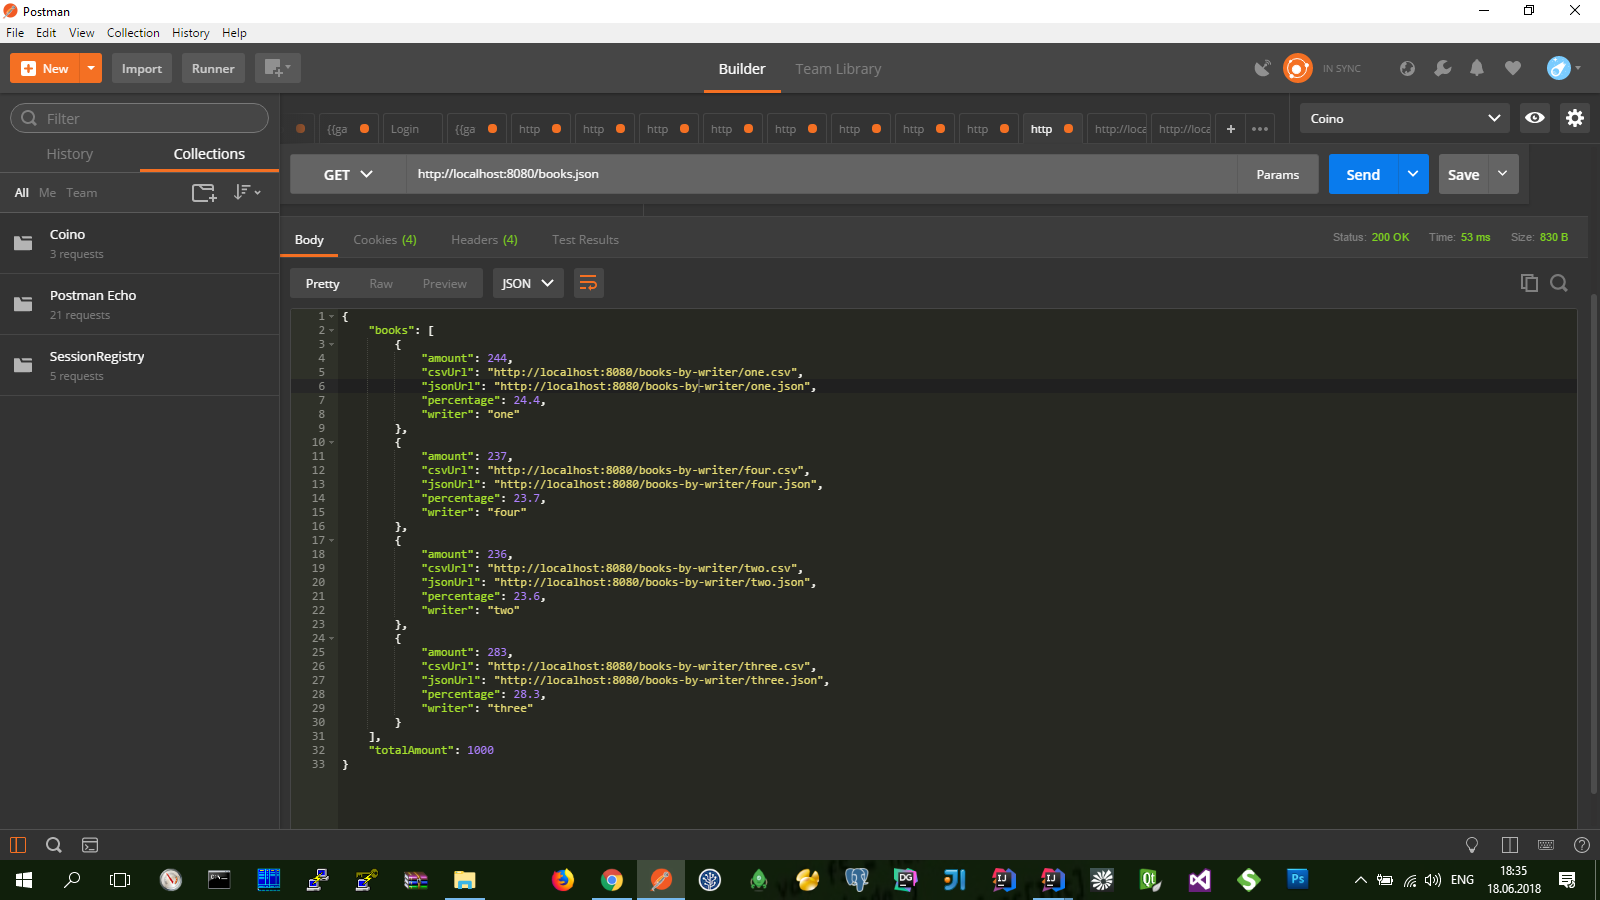 Postman
File Edit View Collection History Help
New Import Runner Builder Team Library IN SYNC
Filter
{{ga Login {{ga http http http http http http http http http http://loca http://loca + •••
Coino
History Collections
GET http://localhost:8080/books.json Params Send Save
All Me Team
Coino
3 requests
Postman Echo
21 requests
SessionRegistry
5 requests
Body Cookies (4) Headers (4) Test Results Status: 200 OK Time: 53 ms Size: 830 B
Pretty Raw Preview JSON
1 {
2 "books": [
3 {
4 "amount": 244,
5 "csvUrl": "http://localhost:8080/books-by-writer/one.csv",
6 "jsonUrl": "http://localhost:8080/books-by-writer/one.json",
7 "percentage": 24.4,
8 "writer": "one"
9 },
10 {
11 "amount": 237,
12 "csvUrl": "http://localhost:8080/books-by-writer/four.csv",
13 "jsonUrl": "http://localhost:8080/books-by-writer/four.json",
14 "percentage": 23.7,
15 "writer": "four"
16 },
17 {
18 "amount": 236,
19 "csvUrl": "http://localhost:8080/books-by-writer/two.csv",
20 "jsonUrl": "http://localhost:8080/books-by-writer/two.json",
21 "percentage": 23.6,
22 "writer": "two"
23 },
24 {
25 "amount": 283,
26 "csvUrl": "http://localhost:8080/books-by-writer/three.csv",
27 "jsonUrl": "http://localhost:8080/books-by-writer/three.json",
28 "percentage": 28.3,
29 "writer": "three"
30 }
31 ],
32 "totalAmount": 1000
33 }
DG JI IJ IJ Qt S Ps ENG
18:35
18.06.2018